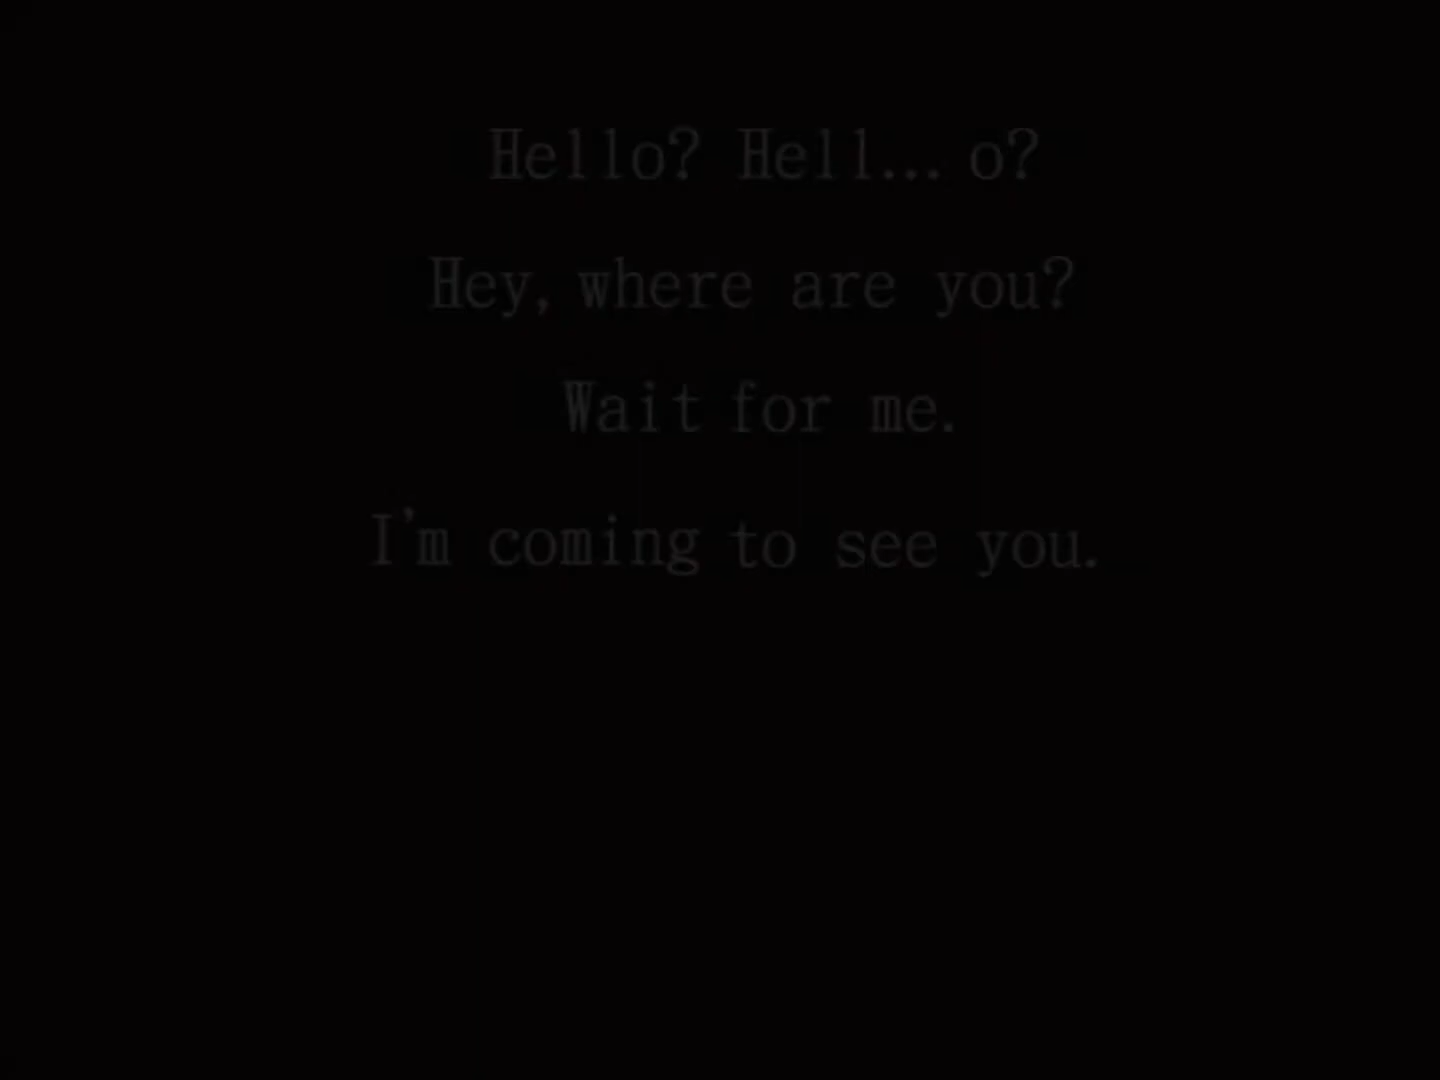 Hello? Hell... o?
Hey, where are you?
Wait for me.
I'm coming to see you.